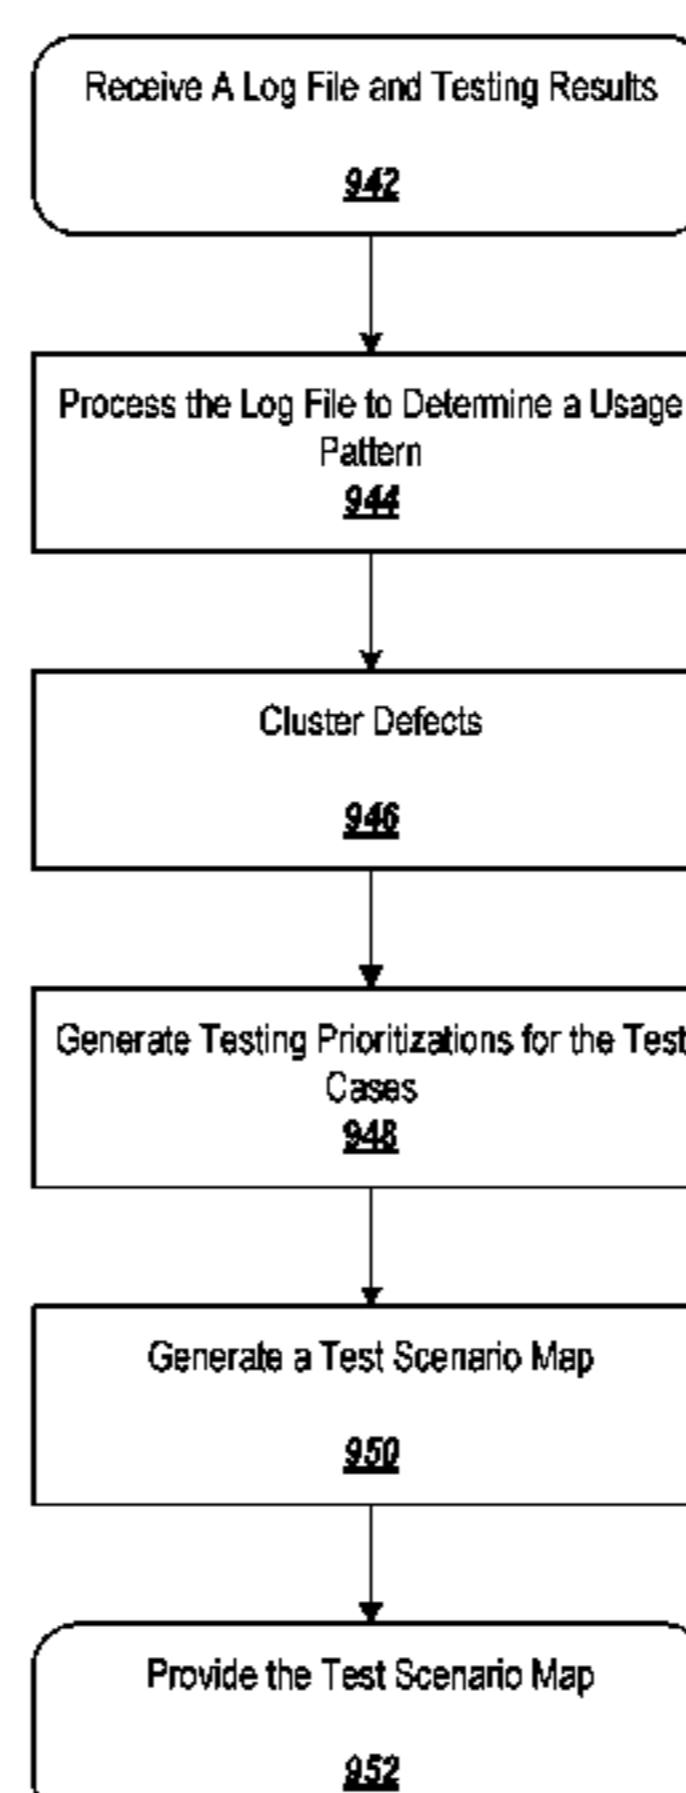 Receive A Log File and Testing Results
942
Process the Log File to Determine a Usage
Pattern
944
Cluster Defects
946
Generate Testing Prioritizations for the Test
Cases
948
Generate a Test Scenario Map
950
Provide the Test Scenario Map
952